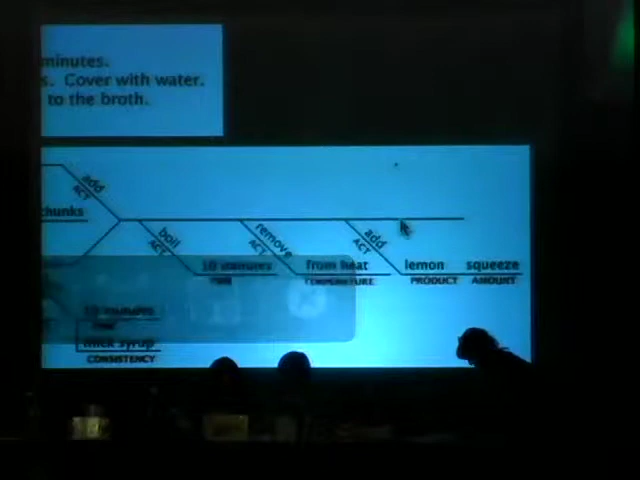 minutes.
s. Cover with water.
to the broth.
add
ACT
chunks
boil
ACT
remove
ACT
add
ACT
10 minutes
TIME
from heat
TEMPERATURE
lemon
PRODUCT
squeeze
AMOUNT
10 minutes
TIME
thick syrup
CONSISTENCY